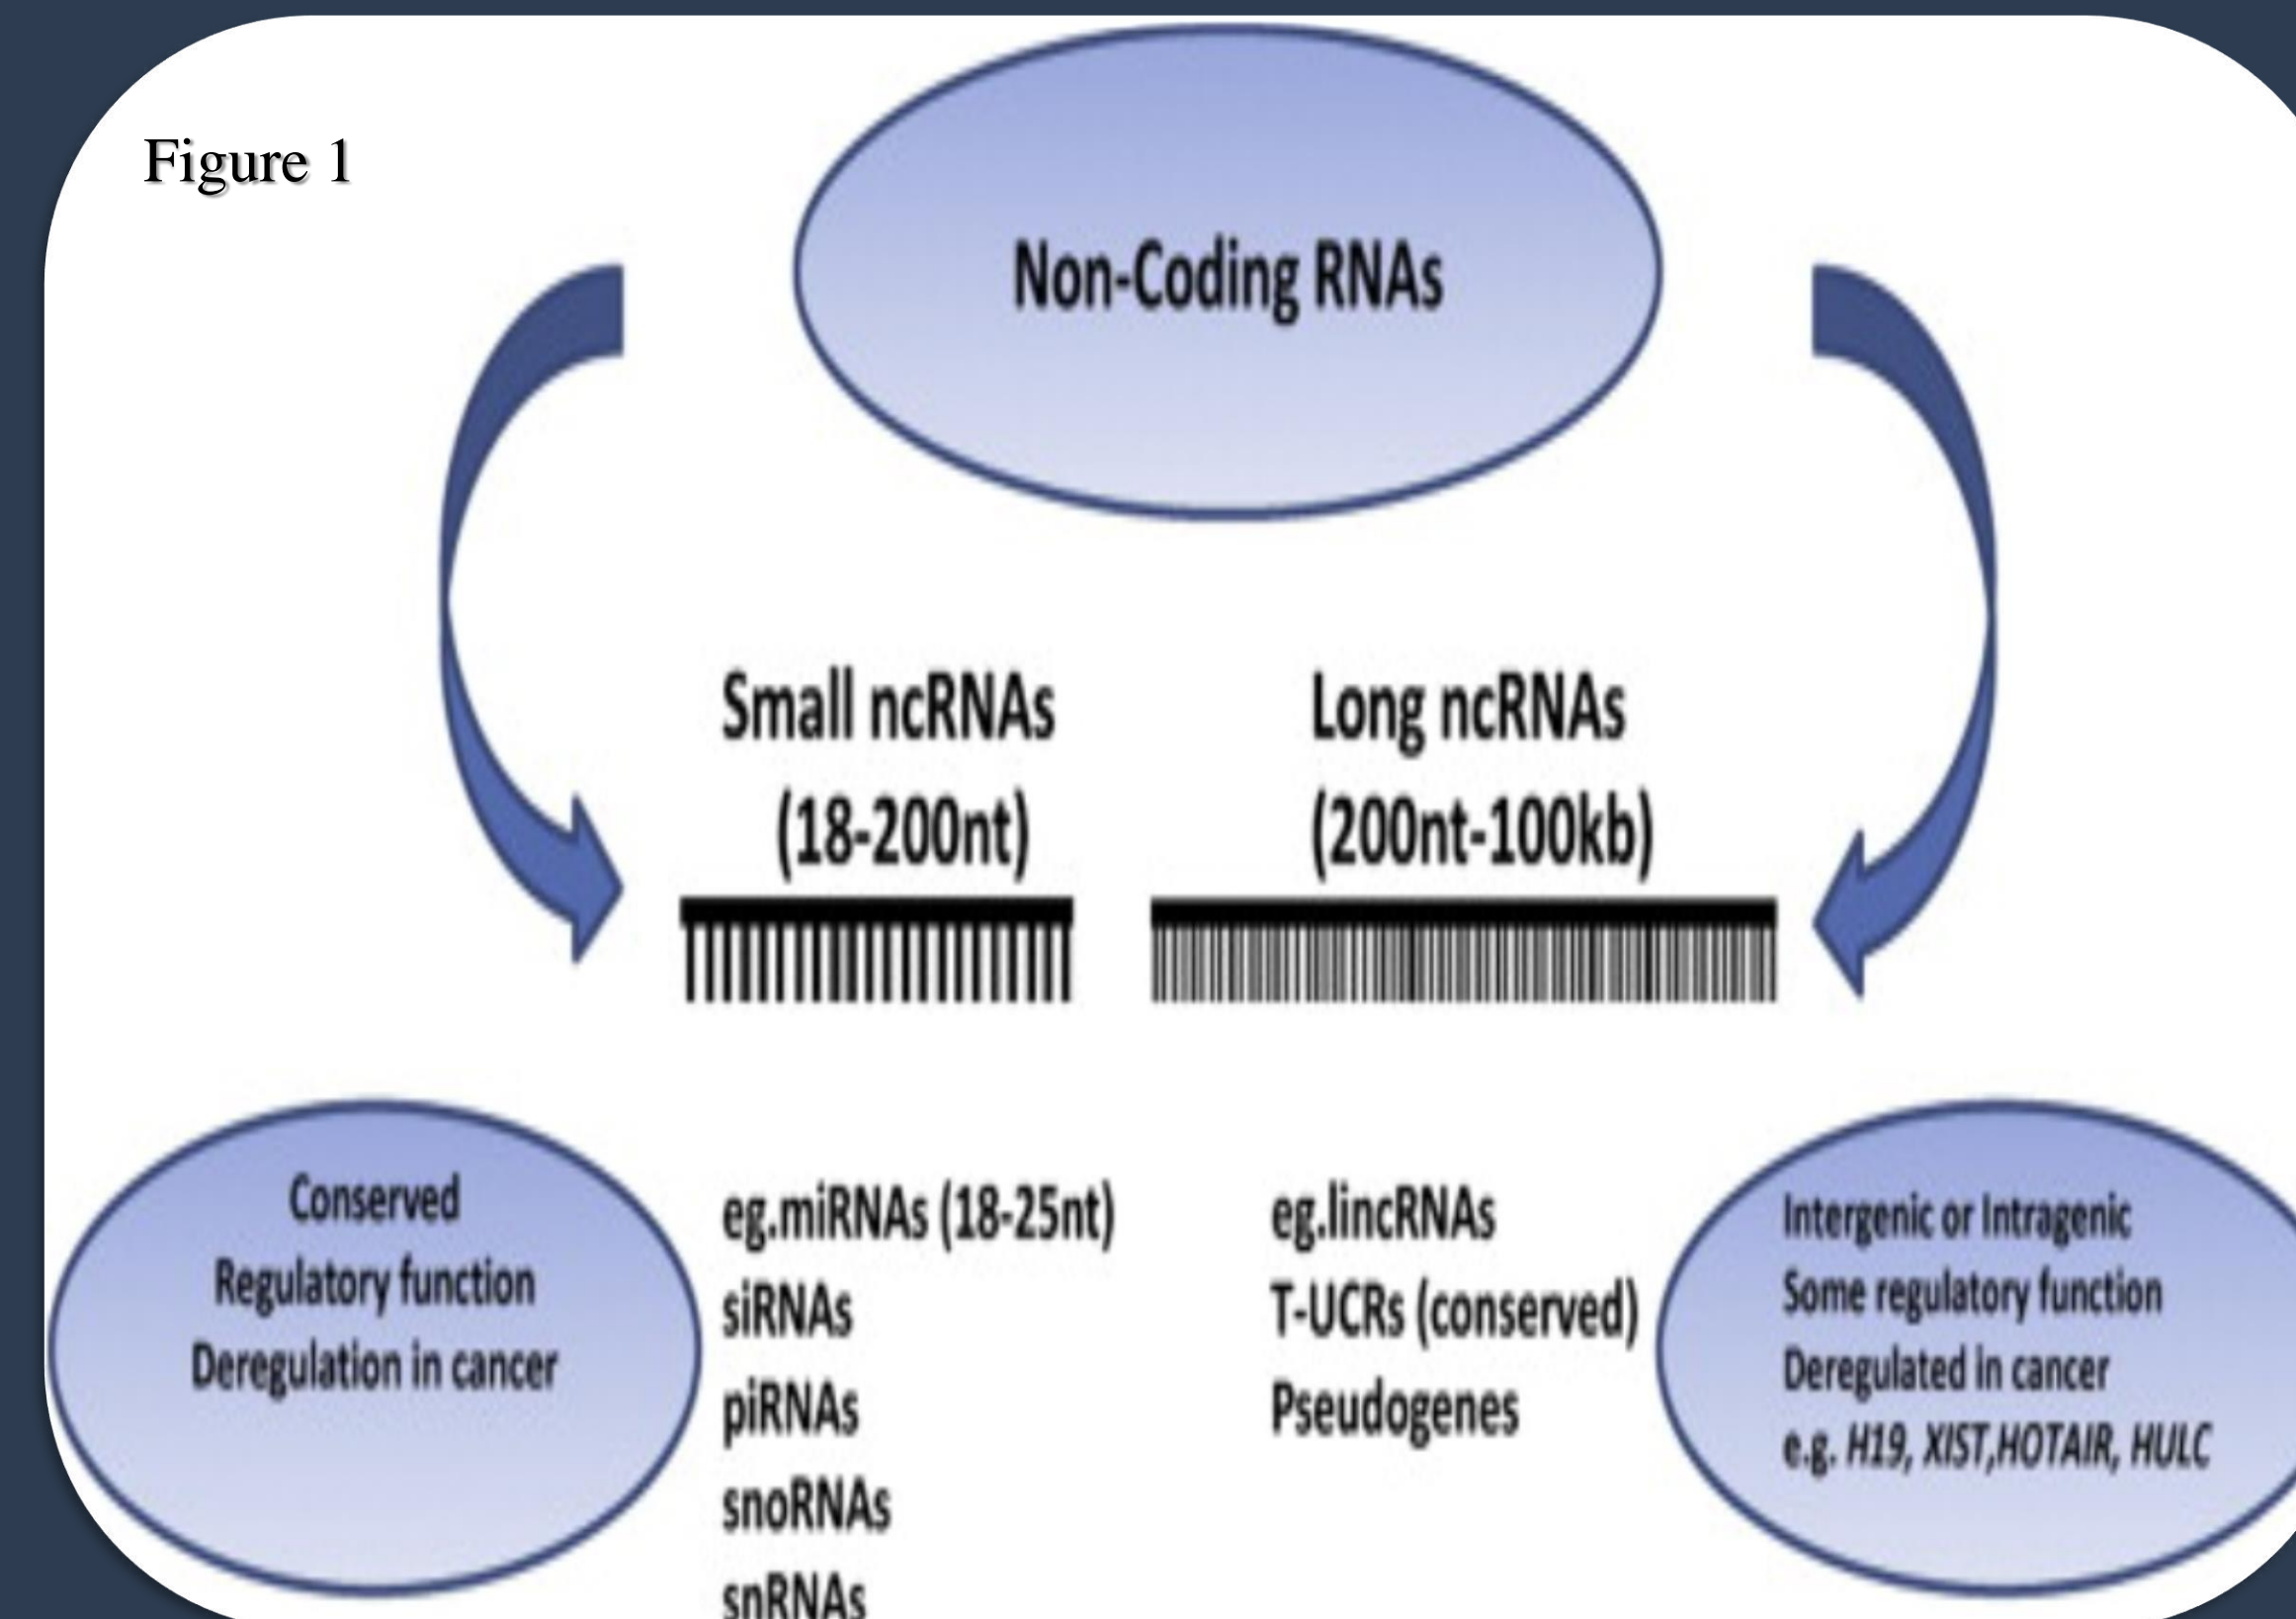 Figure 1
Non-Coding RNAs
Small ncRNAs
(18-200nt)
Long ncRNAs
(200nt-100kb)
Conserved
Regulatory function
Deregulation in cancer
eg.miRNAs (18-25nt)
siRNAs
piRNAs
snoRNAs
snRNAs
eg.lincRNAs
T-UCRs (conserved)
Pseudogenes
Intergenic or Intragenic
Some regulatory function
Deregulated in cancer
e.g. H19, XIST,HOTAIR, HULC